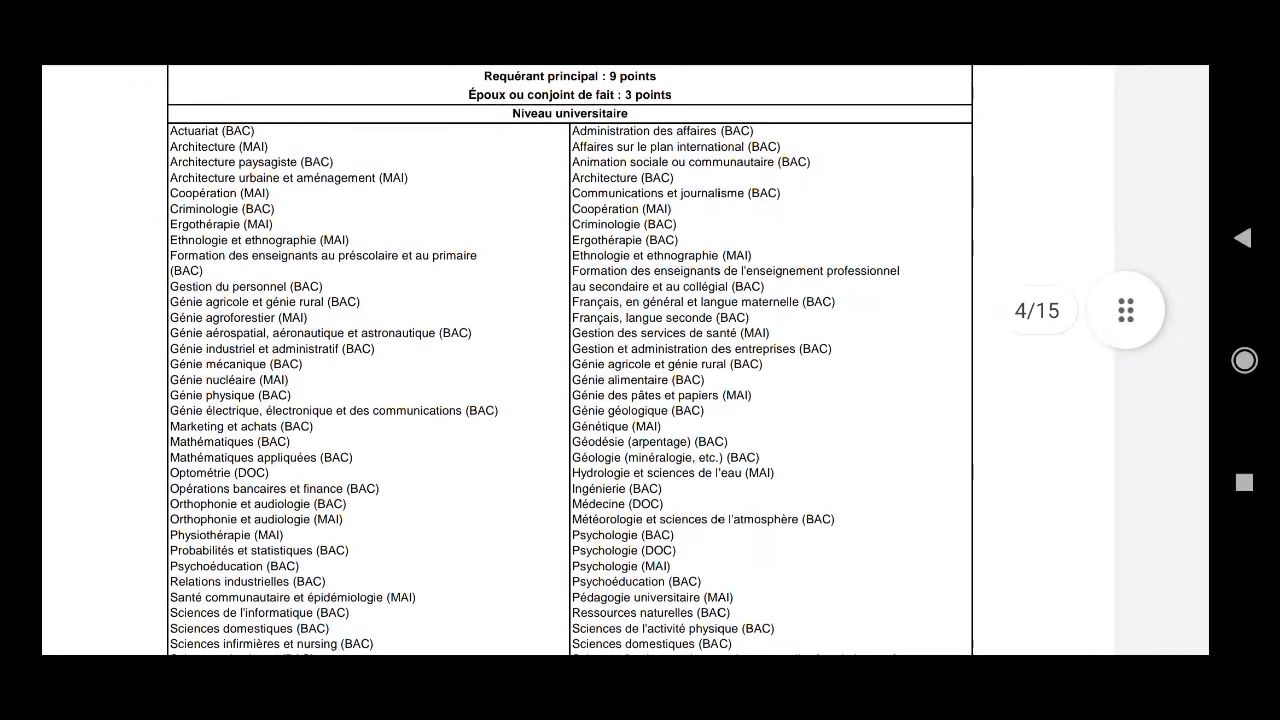 Requérant principal : 9 points
Époux ou conjoint de fait : 3 points
Niveau universitaire
Actuariat (BAC)
Architecture (MAI)
Architecture paysagiste (BAC)
Architecture urbaine et aménagement (MAI)
Coopération (MAI)
Criminologie (BAC)
Ergothérapie (MAI)
Ethnologie et ethnographie (MAI)
Formation des enseignants au préscolaire et au primaire
(BAC)
Gestion du personnel (BAC)
Génie agricole et génie rural (BAC)
Génie agroforestier (MAI)
Génie aérospatial, aéronautique et astronautique (BAC)
Génie industriel et administratif (BAC)
Génie mécanique (BAC)
Génie nucléaire (MAI)
Génie physique (BAC)
Génie électrique, électronique et des communications (BAC)
Marketing et achats (BAC)
Mathématiques (BAC)
Mathématiques appliquées (BAC)
Optométrie (DOC)
Opérations bancaires et finance (BAC)
Orthophonie et audiologie (BAC)
Orthophonie et audiologie (MAI)
Physiothérapie (MAI)
Probabilités et statistiques (BAC)
Psychoéducation (BAC)
Relations industrielles (BAC)
Santé communautaire et épidémiologie (MAI)
Sciences de l'informatique (BAC)
Sciences domestiques (BAC)
Sciences infirmières et nursing (BAC)
Administration des affaires (BAC)
Affaires sur le plan international (BAC)
Animation sociale ou communautaire (BAC)
Architecture (BAC)
Communications et journalisme (BAC)
Coopération (MAI)
Criminologie (BAC)
Ergothérapie (BAC)
Ethnologie et ethnographie (MAI)
Formation des enseignants de l'enseignement professionnel
au secondaire et au collégial (BAC)
Français, en général et langue maternelle (BAC)
Français, langue seconde (BAC)
Gestion des services de santé (MAI)
Gestion et administration des entreprises (BAC)
Génie agricole et génie rural (BAC)
Génie alimentaire (BAC)
Génie des pâtes et papiers (MAI)
Génie géologique (BAC)
Génétique (MAI)
Géodésie (arpentage) (BAC)
Géologie (minéralogie, etc.) (BAC)
Hydrologie et sciences de l'eau (MAI)
Ingénierie (BAC)
Médecine (DOC)
Météorologie et sciences de l'atmosphère (BAC)
Psychologie (BAC)
Psychologie (DOC)
Psychologie (MAI)
Psychoéducation (BAC)
Pédagogie universitaire (MAI)
Ressources naturelles (BAC)
Sciences de l'activité physique (BAC)
Sciences domestiques (BAC)
4/15